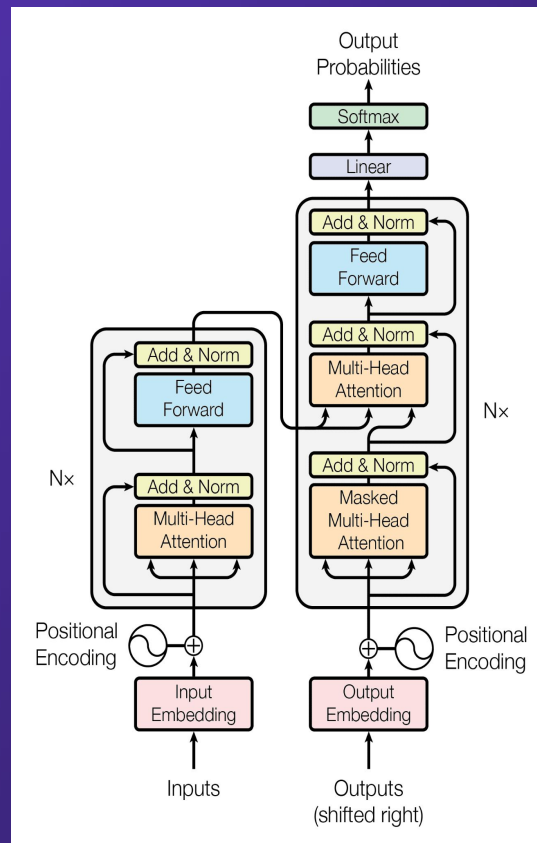 Output
Probabilities
Softmax
Linear
Add & Norm
Feed
Forward
Add & Norm
Multi-Head
Attention
Add & Norm
Masked
Multi-Head
Attention
N×
Positional
Encoding
Output
Embedding
Outputs
(shifted right)
Add & Norm
Feed
Forward
Add & Norm
Multi-Head
Attention
N×
Positional
Encoding
Input
Embedding
Inputs